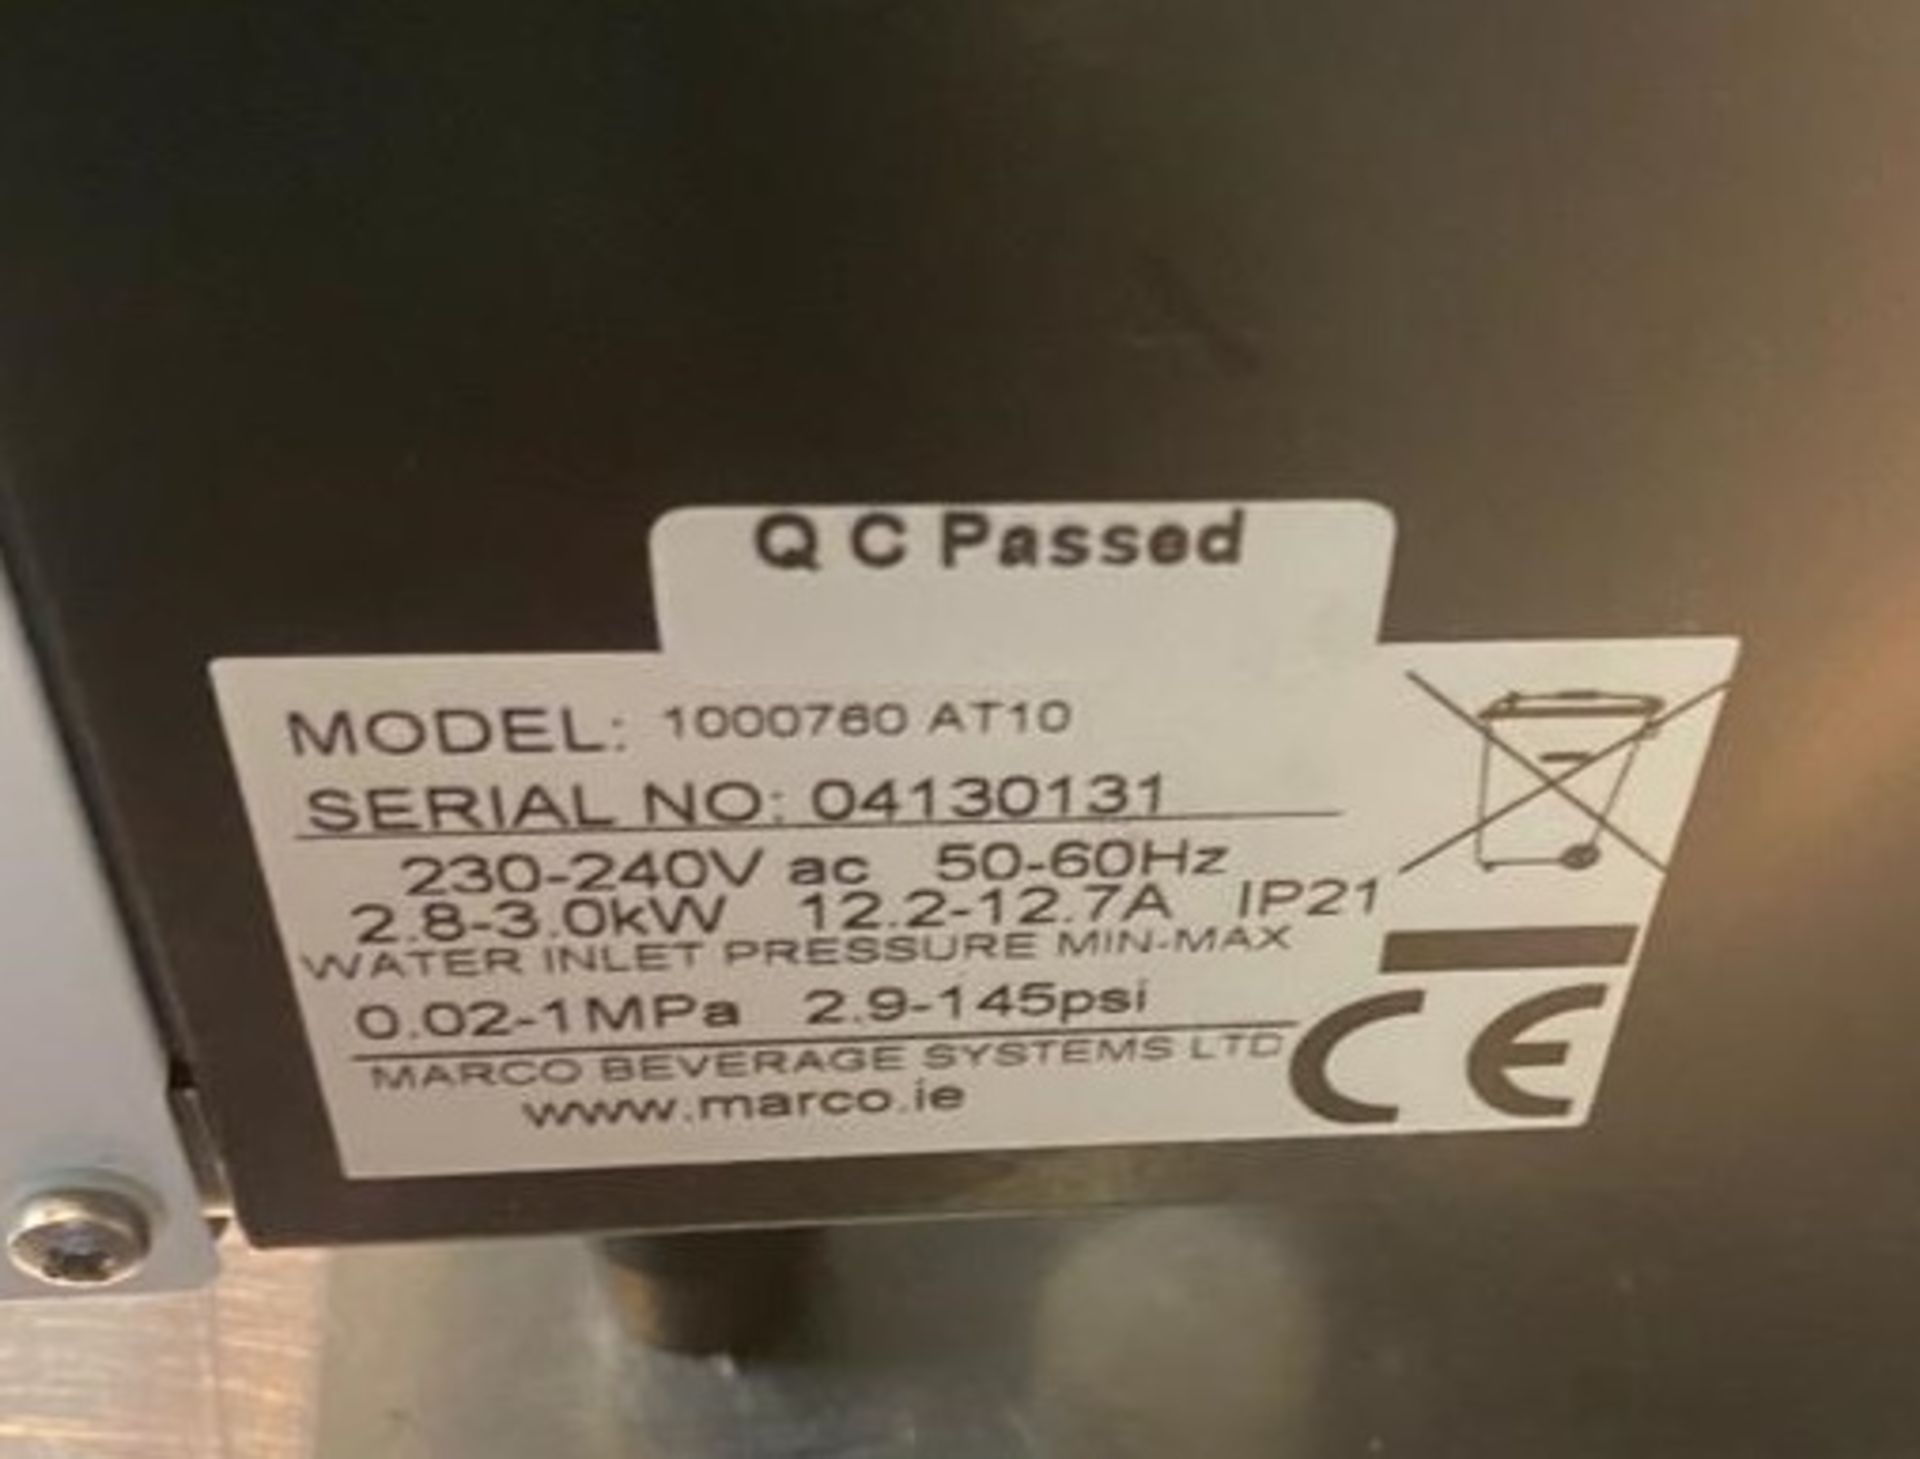 Q C Passed
MODEL: 1000760 AT10
SERIAL NO: 04130131
230-240V ac 50-60Hz
2.8-3.0kW 12.2-12.7A IP21
WATER INLET PRESSURE MIN-MAX
0.02-1MPa 2.9-145psi
MARCO BEVERAGE SYSTEMS LTD
www.marco.ie
CE